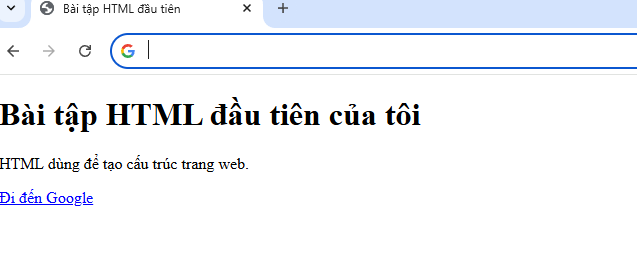 Bài tập HTML đầu tiên
Bài tập HTML đầu tiên của tôi
HTML dùng để tạo cấu trúc trang web.
Đi đến Google